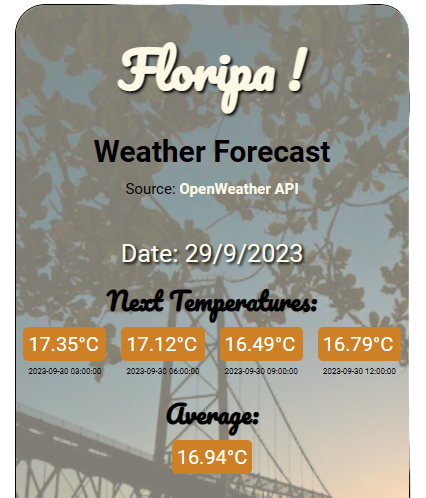 Floripa !
Weather Forecast
Source: OpenWeather API
Date: 29/9/2023
Next Temperatures:
17.35°C 17.12°C 16.49°C 16.79°C
2023-09-30 03:00:00 2023-09-30 06:00:00 2023-09-30 09:00:00 2023-09-30 12:00:00
Average:
16.94°C